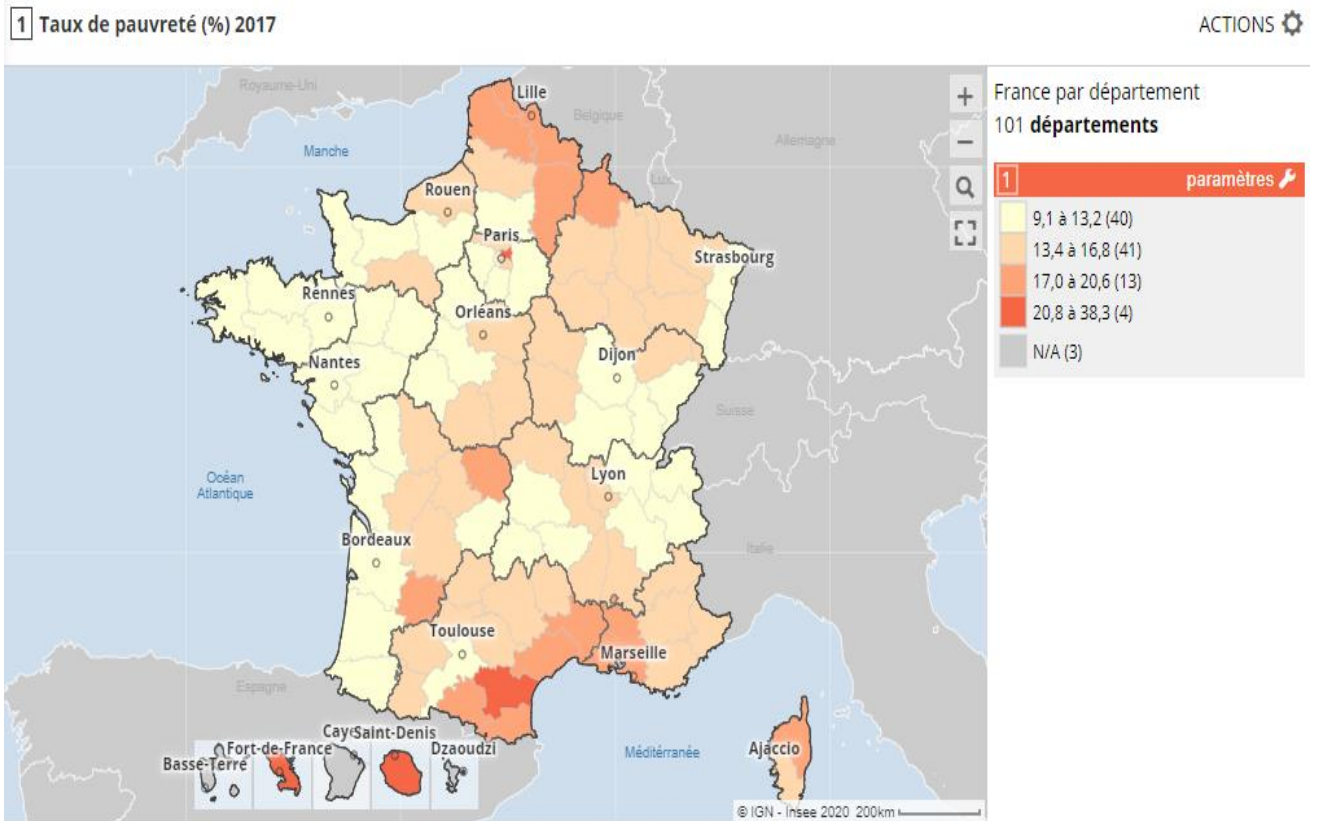 1 Taux de pauvreté (%) 2017
ACTIONS
France par département
101 départements
1 paramètres
9,1 à 13,2 (40)
13,4 à 16,8 (41)
17,0 à 20,6 (13)
20,8 à 38,3 (4)
N/A (3)
+
−
Royaume-Uni
Lille
Belgique
Allemagne
Manche
Lux.
Rouen
Paris
Strasbourg
Rennes
Orléans
Nantes
Dijon
Suisse
Océan
Atlantique
Lyon
Bordeaux
Italie
Toulouse
Marseille
Espagne
Saint-Denis
Fort-de-France
Dzaoudzi
Basse-Terre
Méditérranée
Ajaccio
© IGN - Insee 2020 200km